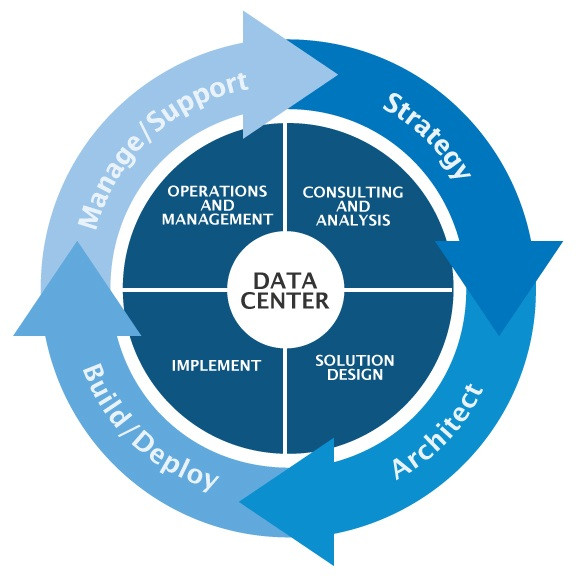 Manage/Support
Strategy
OPERATIONS
AND
MANAGEMENT
CONSULTING
AND
ANALYSIS
DATA
CENTER
IMPLEMENT
SOLUTION
DESIGN
Build/Deploy
Architect